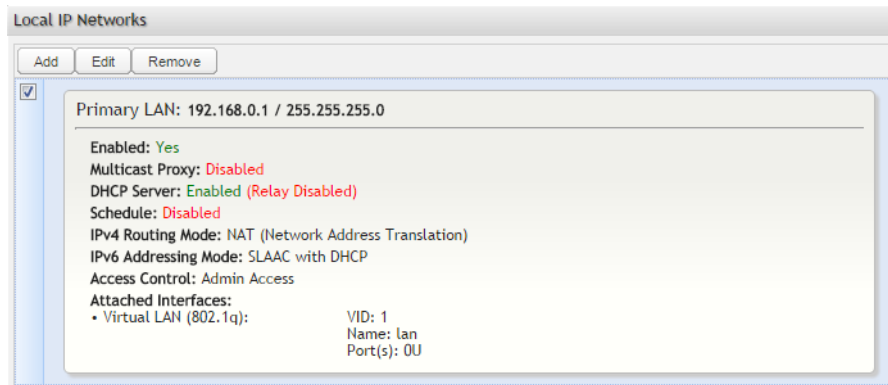 Local IP Networks
Add Edit Remove
Primary LAN: 192.168.0.1 / 255.255.255.0
Enabled: Yes
Multicast Proxy: Disabled
DHCP Server: Enabled (Relay Disabled)
Schedule: Disabled
IPv4 Routing Mode: NAT (Network Address Translation)
IPv6 Addressing Mode: SLAAC with DHCP
Access Control: Admin Access
Attached Interfaces:
• Virtual LAN (802.1q): VID: 1
Name: lan
Port(s): 0U